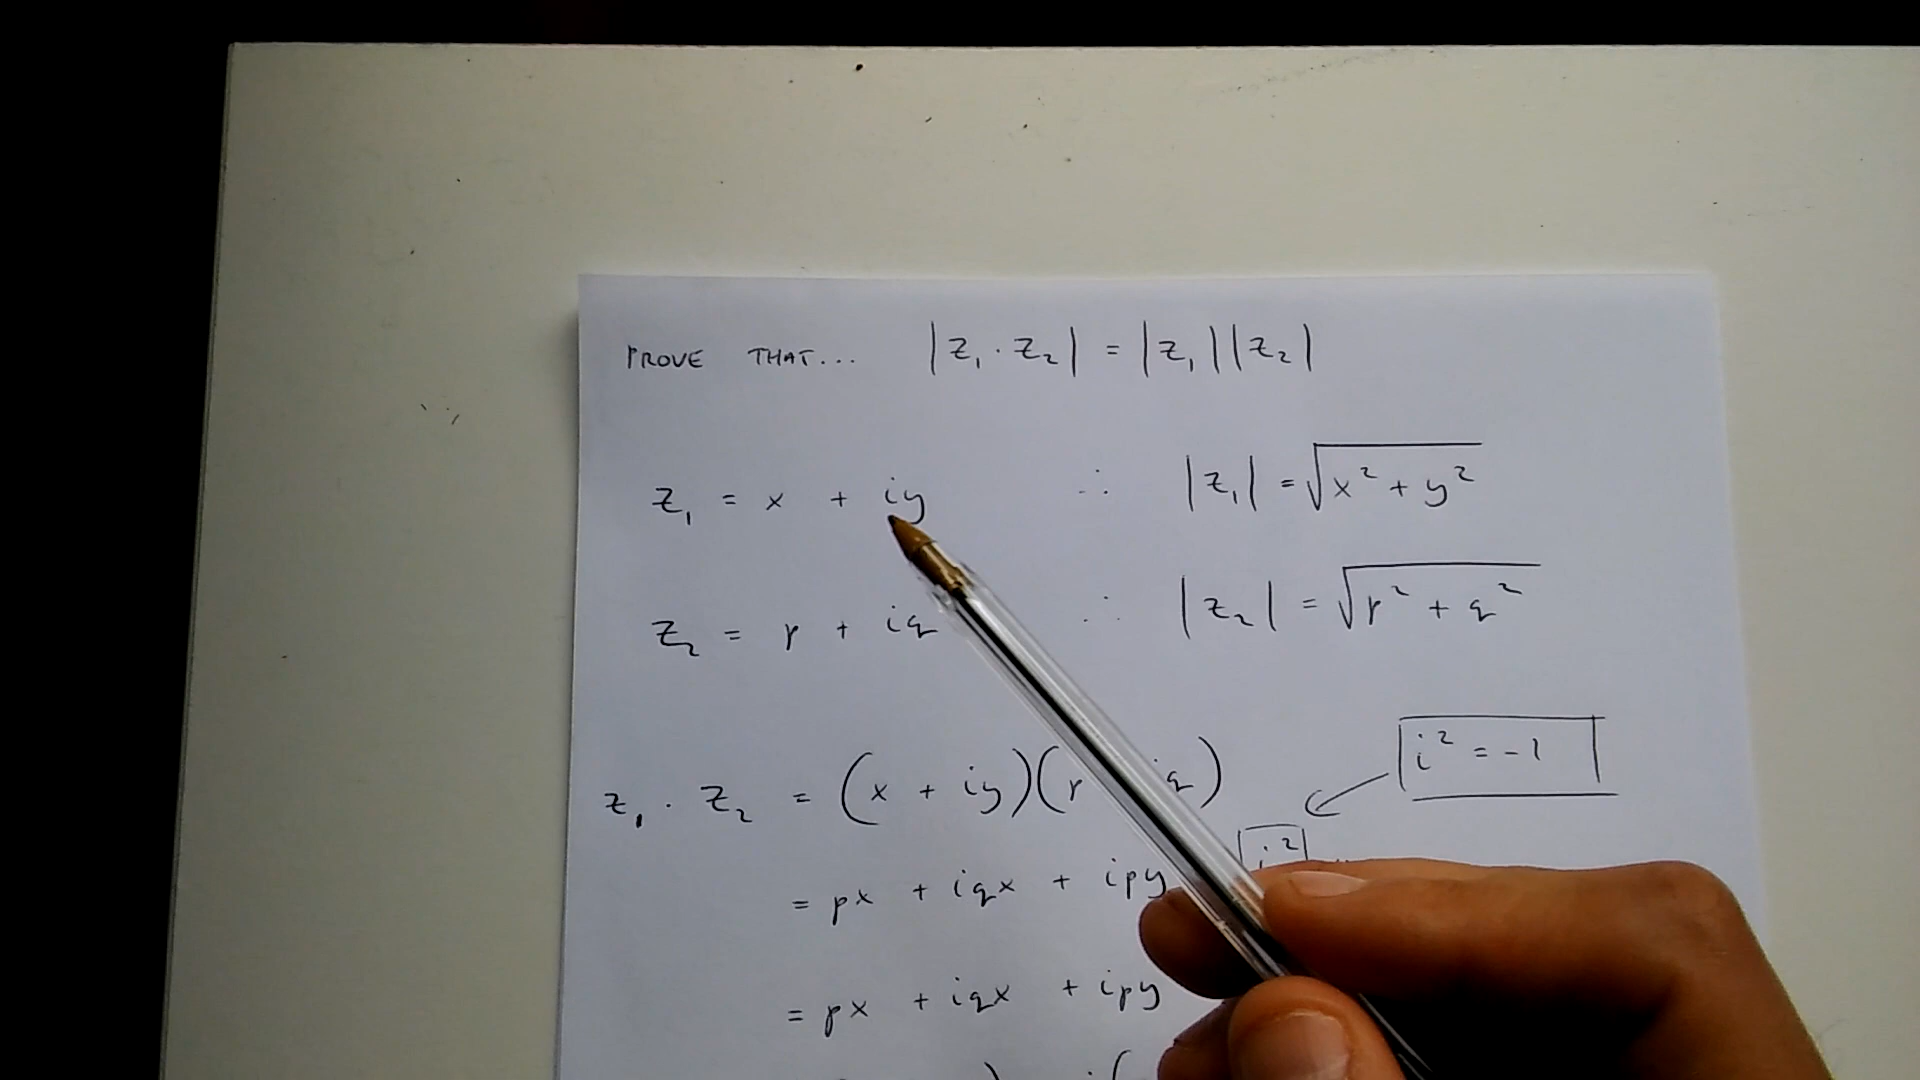 PROVE THAT... |z₁ · z₂| = |z₁||z₂|
z₁ = x + iy ∴ |z₁| = √(x² + y²)
z₂ = p + iq ∴ |z₂| = √(p² + q²)
i² = -1
z₁ · z₂ = (x + iy)(p q)
= px + iqx + ipy i²
= px + iqx + ipy